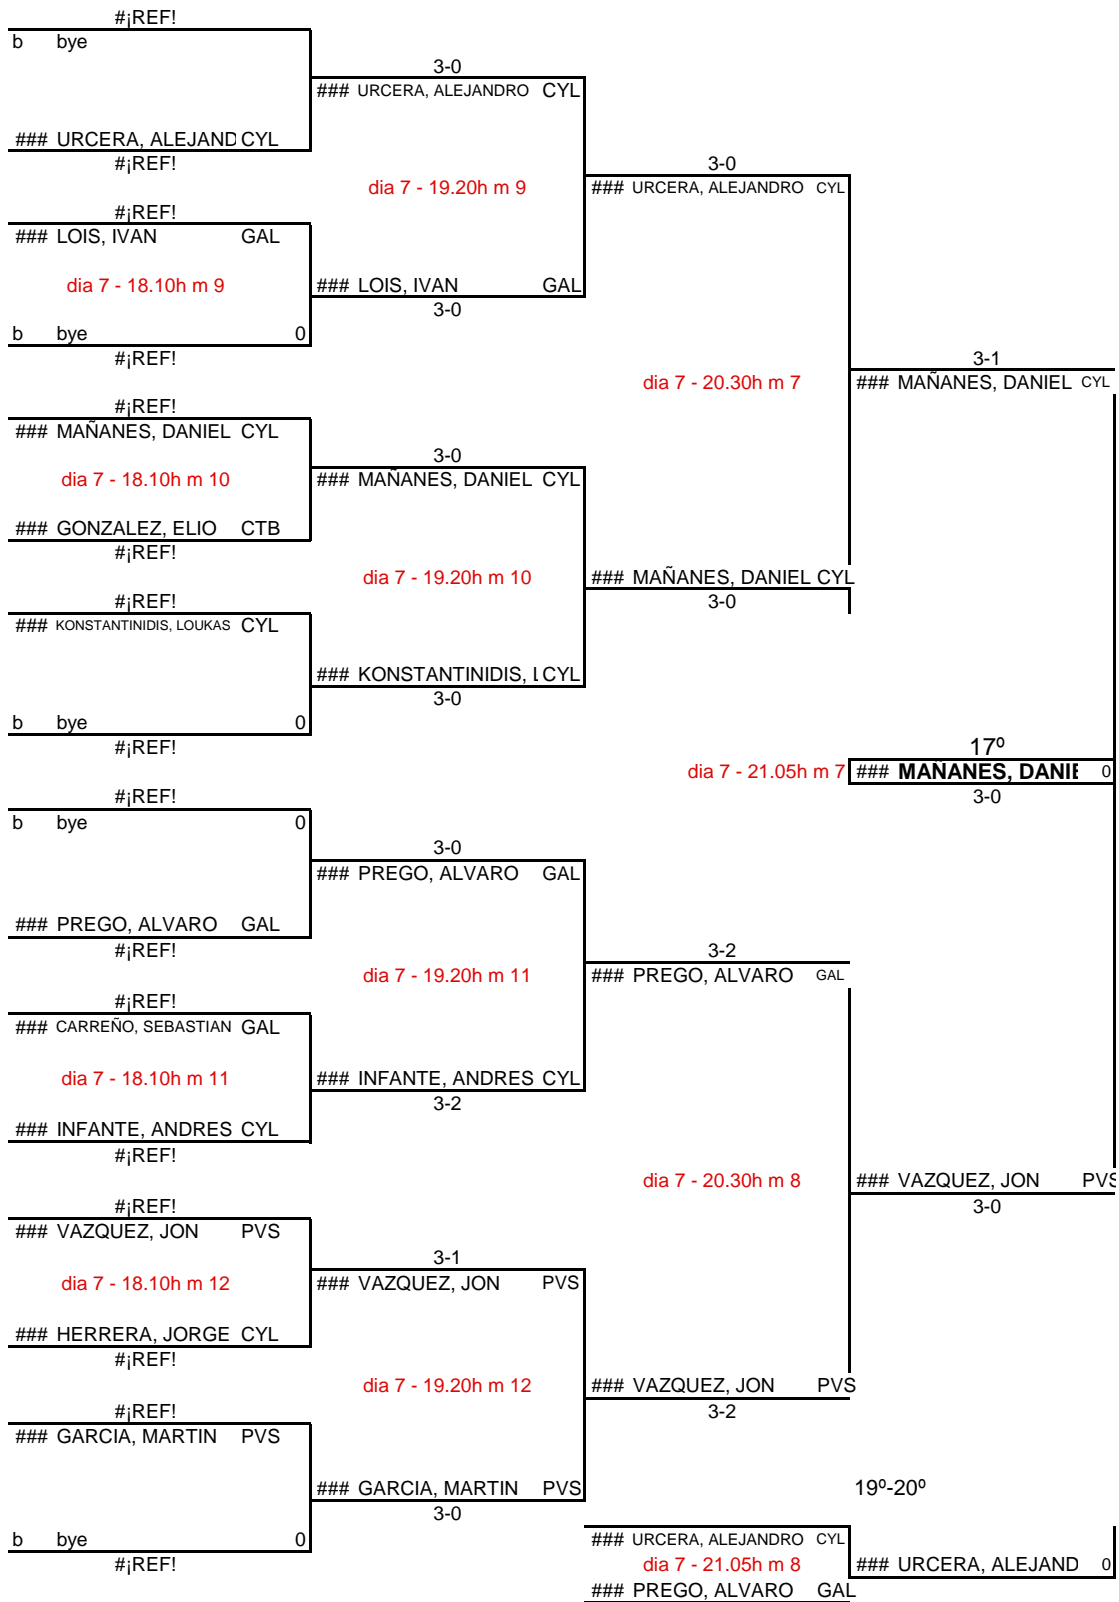 #¡REF!
b bye
3-0
### URCERA, ALEJANDRO CYL
### URCERA, ALEJAND CYL
#¡REF!
3-0
dia 7 - 19.20h m 9
### URCERA, ALEJANDRO CYL
#¡REF!
### LOIS, IVAN GAL
dia 7 - 18.10h m 9
### LOIS, IVAN GAL
3-0
b bye 0
#¡REF!
3-1
dia 7 - 20.30h m 7
### MAÑANES, DANIEL CYL
#¡REF!
### MAÑANES, DANIEL CYL
3-0
dia 7 - 18.10h m 10
### MAÑANES, DANIEL CYL
### GONZALEZ, ELIO CTB
#¡REF!
dia 7 - 19.20h m 10
### MAÑANES, DANIEL CYL
3-0
#¡REF!
### KONSTANTINIDIS, LOUKAS CYL
### KONSTANTINIDIS, CYL
3-0
b bye 0
#¡REF!
17º
dia 7 - 21.05h m 7
### MAÑANES, DANIE 0
3-0
#¡REF!
b bye 0
3-0
### PREGO, ALVARO GAL
### PREGO, ALVARO GAL
#¡REF!
3-2
dia 7 - 19.20h m 11
### PREGO, ALVARO GAL
#¡REF!
### CARREÑO, SEBASTIAN GAL
dia 7 - 18.10h m 11
### INFANTE, ANDRES CYL
3-2
### INFANTE, ANDRES CYL
#¡REF!
dia 7 - 20.30h m 8
### VAZQUEZ, JON PVS
3-0
#¡REF!
### VAZQUEZ, JON PVS
3-1
dia 7 - 18.10h m 12
### VAZQUEZ, JON PVS
### HERRERA, JORGE CYL
#¡REF!
dia 7 - 19.20h m 12
### VAZQUEZ, JON PVS
3-2
#¡REF!
### GARCIA, MARTIN PVS
### GARCIA, MARTIN PVS
3-0
19º-20º
b bye 0
#¡REF!
### URCERA, ALEJANDRO CYL
dia 7 - 21.05h m 8
### URCERA, ALEJAND 0
### PREGO, ALVARO GAL